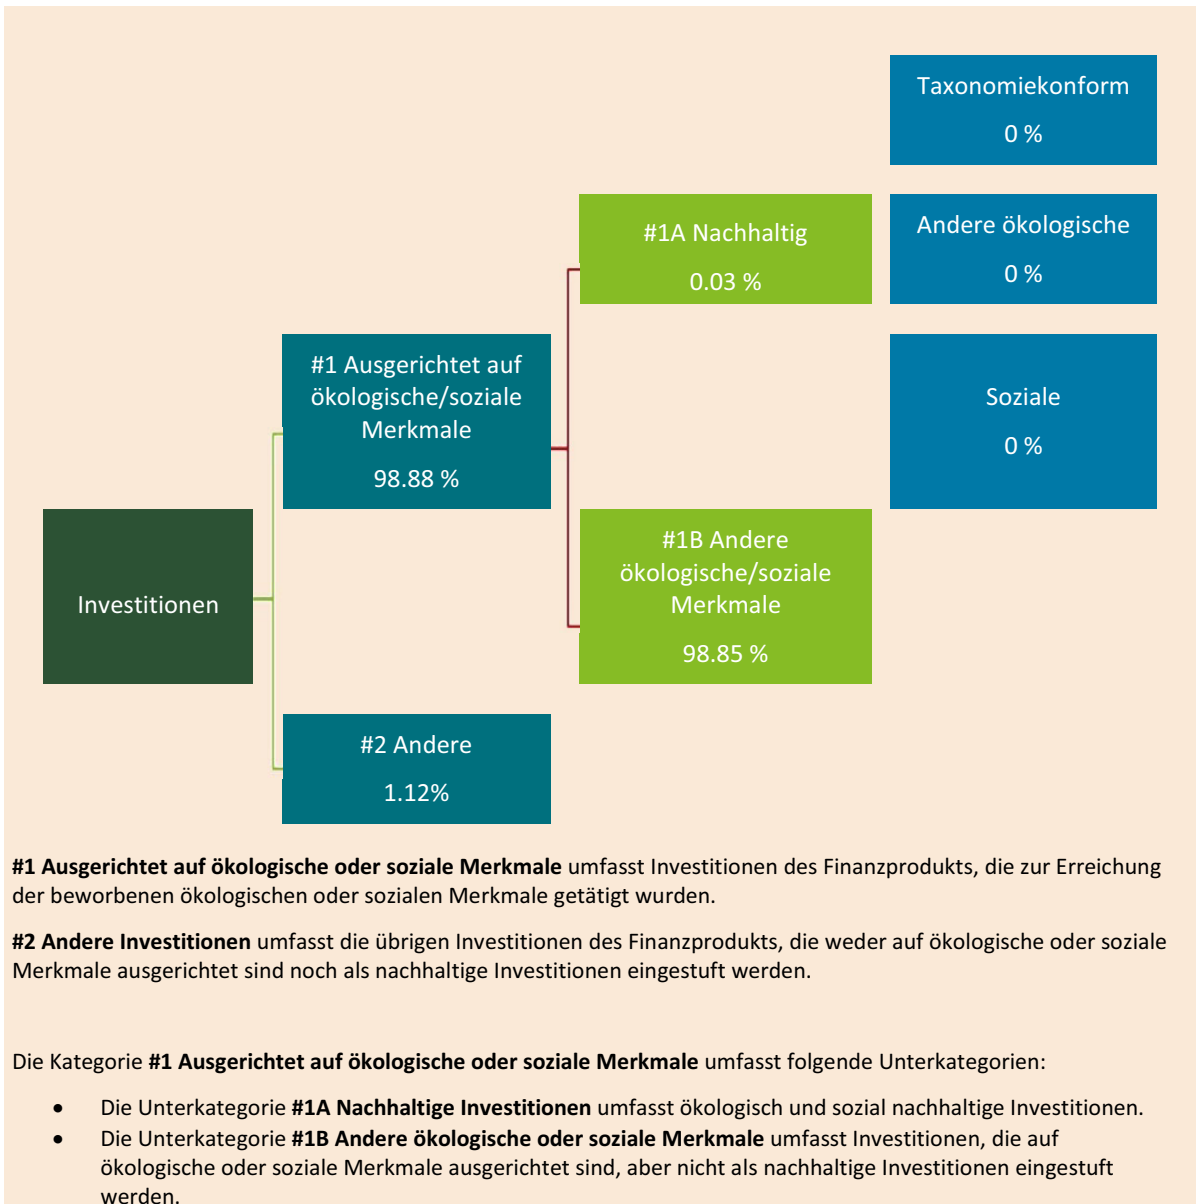 Taxonomiekonform
0 %
#1A Nachhaltig
0.03 %
Andere ökologische
0 %
#1 Ausgerichtet auf
ökologische/soziale
Merkmale
98.88 %
Soziale
0 %
Investitionen
#1B Andere
ökologische/soziale
Merkmale
98.85 %
#2 Andere
1.12%
#1 Ausgerichtet auf ökologische oder soziale Merkmale umfasst Investitionen des Finanzprodukts, die zur Erreichung
der beworbenen ökologischen oder sozialen Merkmale getätigt wurden.
#2 Andere Investitionen umfasst die übrigen Investitionen des Finanzprodukts, die weder auf ökologische oder soziale
Merkmale ausgerichtet sind noch als nachhaltige Investitionen eingestuft werden.
Die Kategorie #1 Ausgerichtet auf ökologische oder soziale Merkmale umfasst folgende Unterkategorien:
• Die Unterkategorie #1A Nachhaltige Investitionen umfasst ökologisch und sozial nachhaltige Investitionen.
• Die Unterkategorie #1B Andere ökologische oder soziale Merkmale umfasst Investitionen, die auf
ökologische oder soziale Merkmale ausgerichtet sind, aber nicht als nachhaltige Investitionen eingestuft
werden.